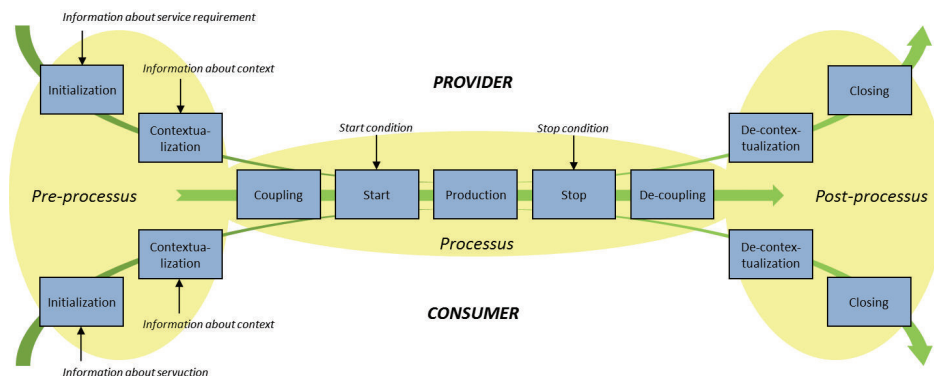 Information about service requirement
Initialization
Information about context
Contextua-
lization
PROVIDER
Start condition
Stop condition
De-contex-
tualization
Closing
Pre-processus
Coupling
Start
Production
Stop
De-coupling
Post-processus
Processus
Contextua-
lization
Initialization
Information about context
CONSUMER
De-contex-
tualization
Closing
Information about servuction